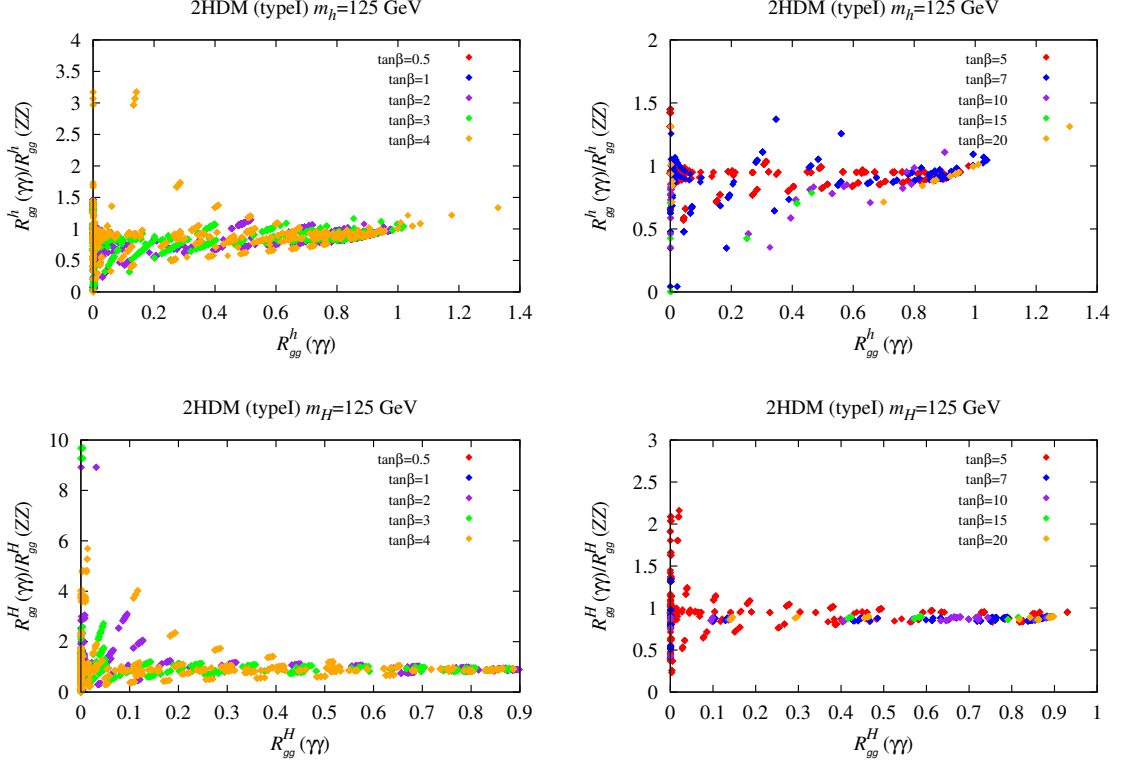 2HDM (typeI) m_h=125 GeV
R^h_gg (γγ)/R^h_gg (ZZ)
4
3.5
3
2.5
2
1.5
1
0.5
0
tanβ=0.5
tanβ=1
tanβ=2
tanβ=3
tanβ=4
0 0.2 0.4 0.6 0.8 1 1.2 1.4
R^h_gg (γγ)
2HDM (typeI) m_h=125 GeV
R^h_gg (γγ)/R^h_gg (ZZ)
2
1.5
1
0.5
0
tanβ=5
tanβ=7
tanβ=10
tanβ=15
tanβ=20
0 0.2 0.4 0.6 0.8 1 1.2 1.4
R^h_gg (γγ)
2HDM (typeI) m_H=125 GeV
R^H_gg (γγ)/R^H_gg (ZZ)
10
8
6
4
2
0
tanβ=0.5
tanβ=1
tanβ=2
tanβ=3
tanβ=4
0 0.1 0.2 0.3 0.4 0.5 0.6 0.7 0.8 0.9
R^H_gg (γγ)
2HDM (typeI) m_H=125 GeV
R^H_gg (γγ)/R^H_gg (ZZ)
3
2.5
2
1.5
1
0.5
0
tanβ=5
tanβ=7
tanβ=10
tanβ=15
tanβ=20
0 0.1 0.2 0.3 0.4 0.5 0.6 0.7 0.8 0.9 1
R^H_gg (γγ)